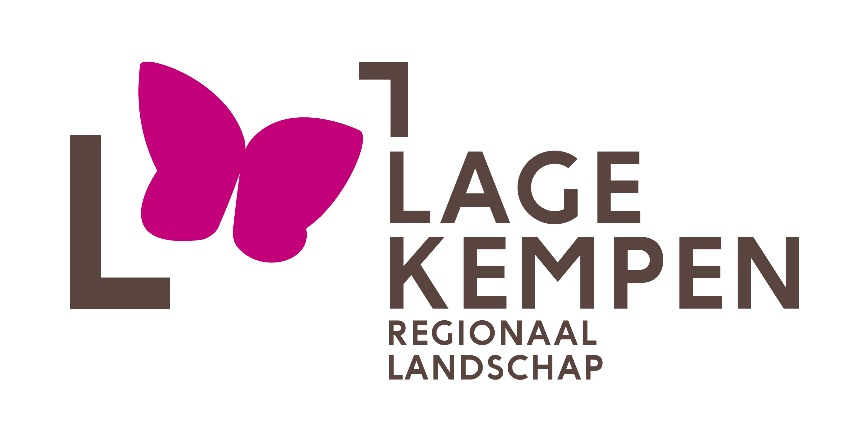 LAGE
KEMPEN
REGIONAAL
LANDSCHAP